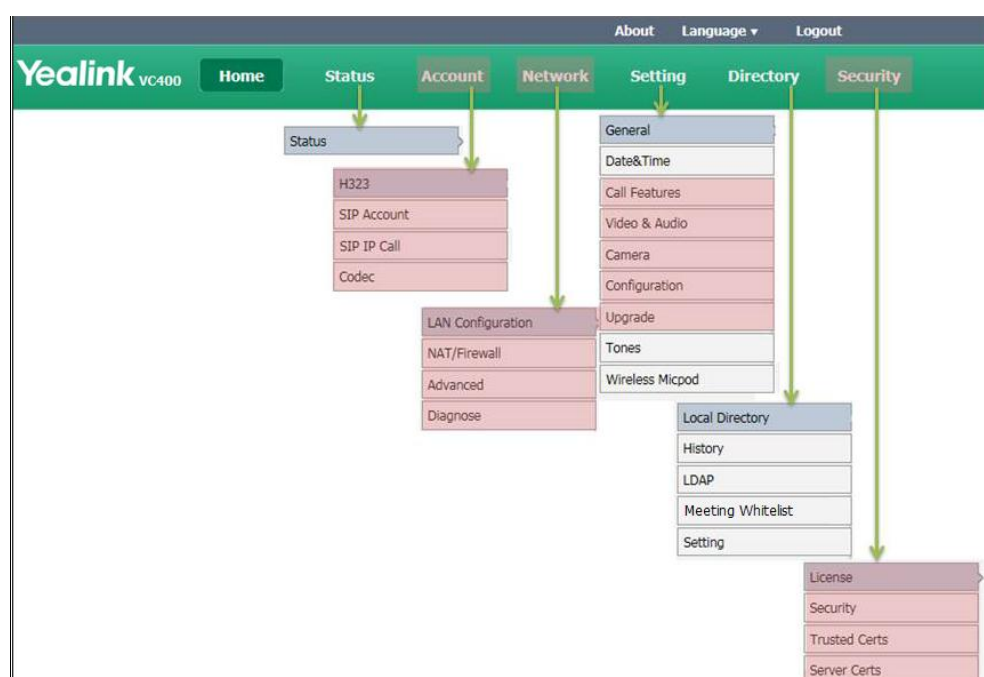 About Language ▾ Logout
Yealink VC400 Home Status Account Network Setting Directory Security
Status
H323
SIP Account
SIP IP Call
Codec
LAN Configuration
NAT/Firewall
Advanced
Diagnose
General
Date&Time
Call Features
Video & Audio
Camera
Configuration
Upgrade
Tones
Wireless Micpod
Local Directory
History
LDAP
Meeting Whitelist
Setting
License
Security
Trusted Certs
Server Certs